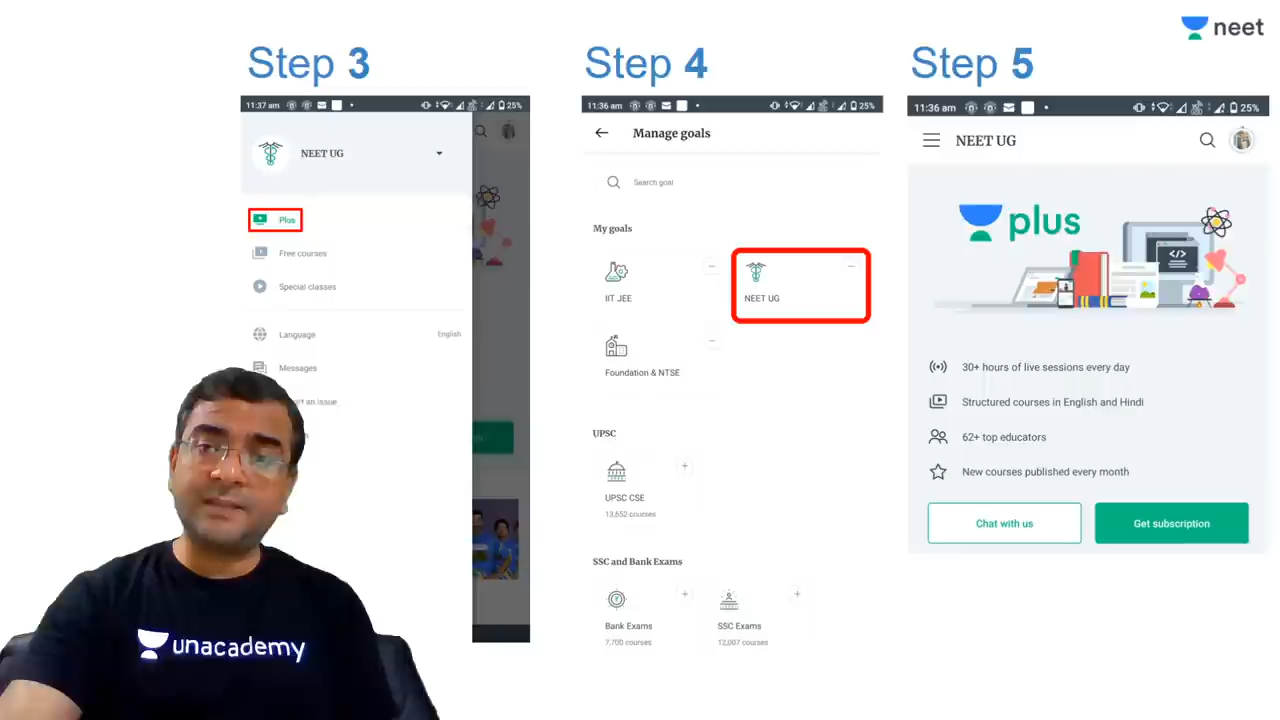 neet
Step 3
11:37 am
25%
NEET UG
Plus
Free courses
Special classes
Language English
Messages
an issue
unacademy
Step 4
11:36 am
25%
Manage goals
Search goal
My goals
IIT JEE
NEET UG
Foundation & NTSE
UPSC
UPSC CSE
13,652 courses
SSC and Bank Exams
Bank Exams
7,700 courses
SSC Exams
12,007 courses
Step 5
11:36 am
25%
NEET UG
plus
30+ hours of live sessions every day
Structured courses in English and Hindi
62+ top educators
New courses published every month
Chat with us
Get subscription